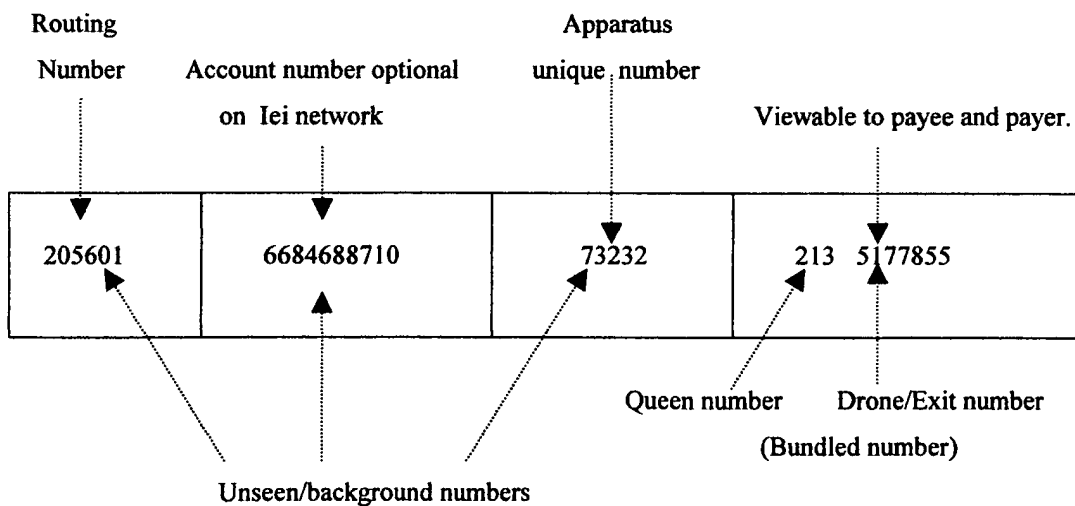 Routing
Number
Account number optional
on Iei network
Apparatus
unique number
Viewable to payee and payer.
205601
6684688710
73232
213 5177855
Queen number
Drone/Exit number
(Bundled number)
Unseen/background numbers